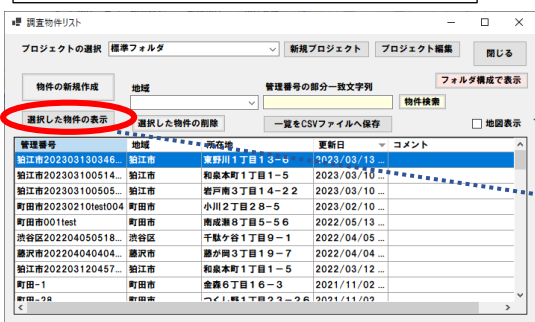 調査物件リスト
プロジェクトの選択 標準フォルダ 新規プロジェクト プロジェクト編集 閉じる
フォルダ構成で表示
物件の新規作成 地域 管理番号の部分一致文字列
物件検索
選択した物件の表示 選択した物件の削除 一覧をCSVファイルへ保存 地図表示
管理番号 地域 所在地 更新日 コメント
狛江市202303130346... 狛江市 東野川1丁目13-6 2023/03/13 ...
狛江市202303100514... 狛江市 和泉本町1丁目1-5 2023/03/10 ...
狛江市202303100505... 狛江市 岩戸南3丁目14-22 2023/03/10 ...
町田市20230210test004 町田市 小川2丁目28-5 2023/02/10 ...
町田市001test 町田市 南成瀬8丁目5-56 2022/05/13 ...
渋谷区202204050518... 渋谷区 千駄ケ谷1丁目9-1 2022/04/05 ...
藤沢市202204040404... 藤沢市 藤が岡3丁目19-7 2022/04/04 ...
狛江市202203120457... 狛江市 和泉本町1丁目1-5 2022/03/12 ...
町田-1 町田市 金森6丁目16-3 2021/11/02 ...
町田-28 町田市 つくし野1丁目23-26 2021/11/02